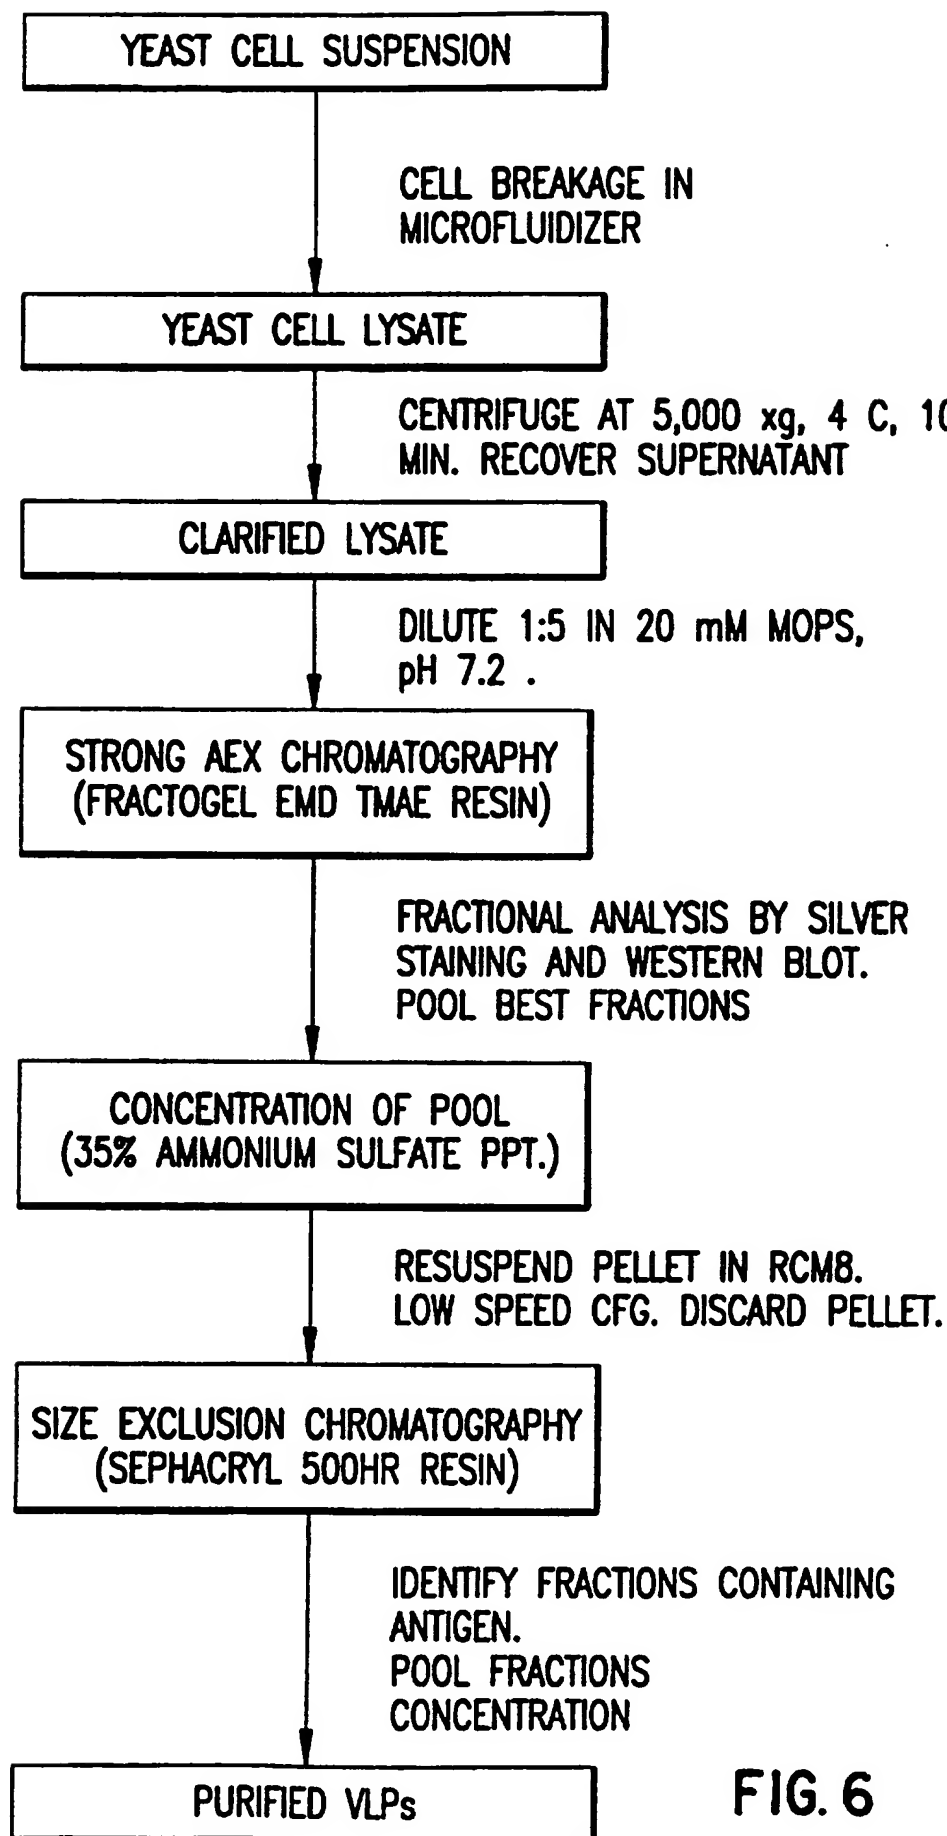 YEAST CELL SUSPENSION
CELL BREAKAGE IN
MICROFLUIDIZER
YEAST CELL LYSATE
CENTRIFUGE AT 5,000 xg, 4 C, 10
MIN. RECOVER SUPERNATANT
CLARIFIED LYSATE
DILUTE 1:5 IN 20 mM MOPS,
pH 7.2 .
STRONG AEX CHROMATOGRAPHY
(FRACTOGEL EMD TMAE RESIN)
FRACTIONAL ANALYSIS BY SILVER
STAINING AND WESTERN BLOT.
POOL BEST FRACTIONS
CONCENTRATION OF POOL
(35% AMMONIUM SULFATE PPT.)
RESUSPEND PELLET IN RCM8.
LOW SPEED CFG. DISCARD PELLET.
SIZE EXCLUSION CHROMATOGRAPHY
(SEPHACRYL 500HR RESIN)
IDENTIFY FRACTIONS CONTAINING
ANTIGEN.
POOL FRACTIONS
CONCENTRATION
PURIFIED VLPs
FIG. 6